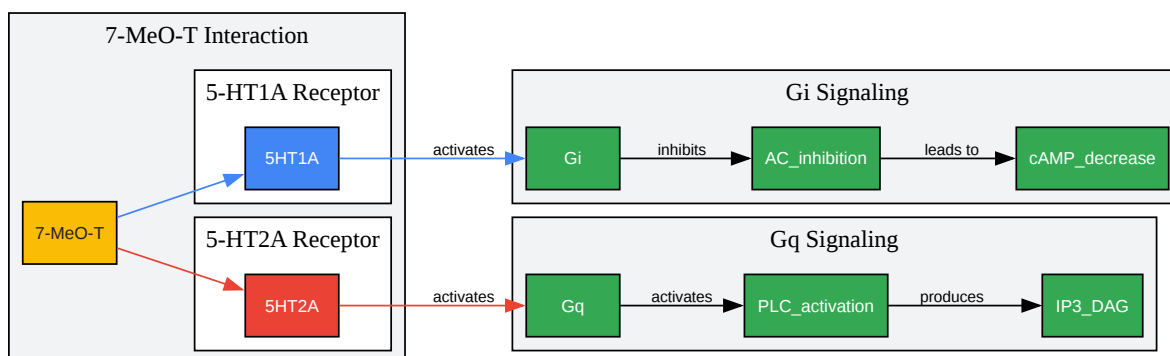 7-MeO-T Interaction
5-HT1A Receptor
Gi Signaling
5HT1A
activates
Gi
inhibits
AC_inhibition
leads to
cAMP_decrease
7-MeO-T
5-HT2A Receptor
Gq Signaling
5HT2A
activates
Gq
activates
PLC_activation
produces
IP3_DAG